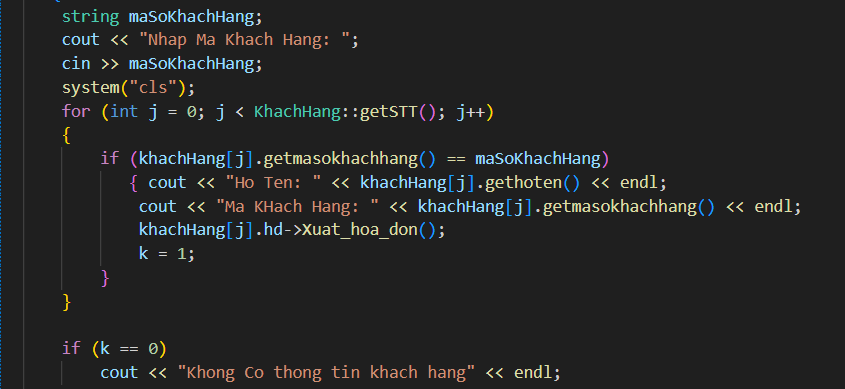 string maSoKhachHang;
cout << "Nhap Ma Khach Hang: ";
cin >> maSoKhachHang;
system("cls");
for (int j = 0; j < KhachHang::getSTT(); j++)
{
if (khachHang[j].getmasokhachhang() == maSoKhachHang)
{ cout << "Ho Ten: " << khachHang[j].gethoten() << endl;
cout << "Ma KHach Hang: " << khachHang[j].getmasokhachhang() << endl;
khachHang[j].hd->Xuat_hoa_don();
k = 1;
}
}
if (k == 0)
cout << "Khong Co thong tin khach hang" << endl;